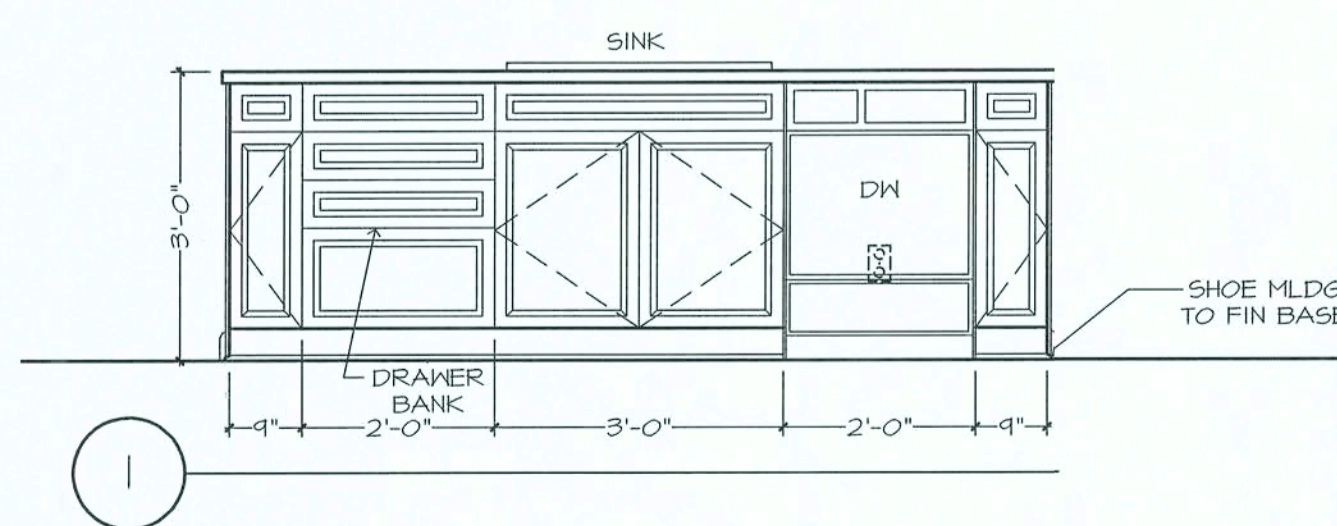 SINK
3'-0"
DW
SHOE MLDG
TO FIN BASE
DRAWER
BANK
9" 2'-0" 3'-0" 2'-0" 9"
1